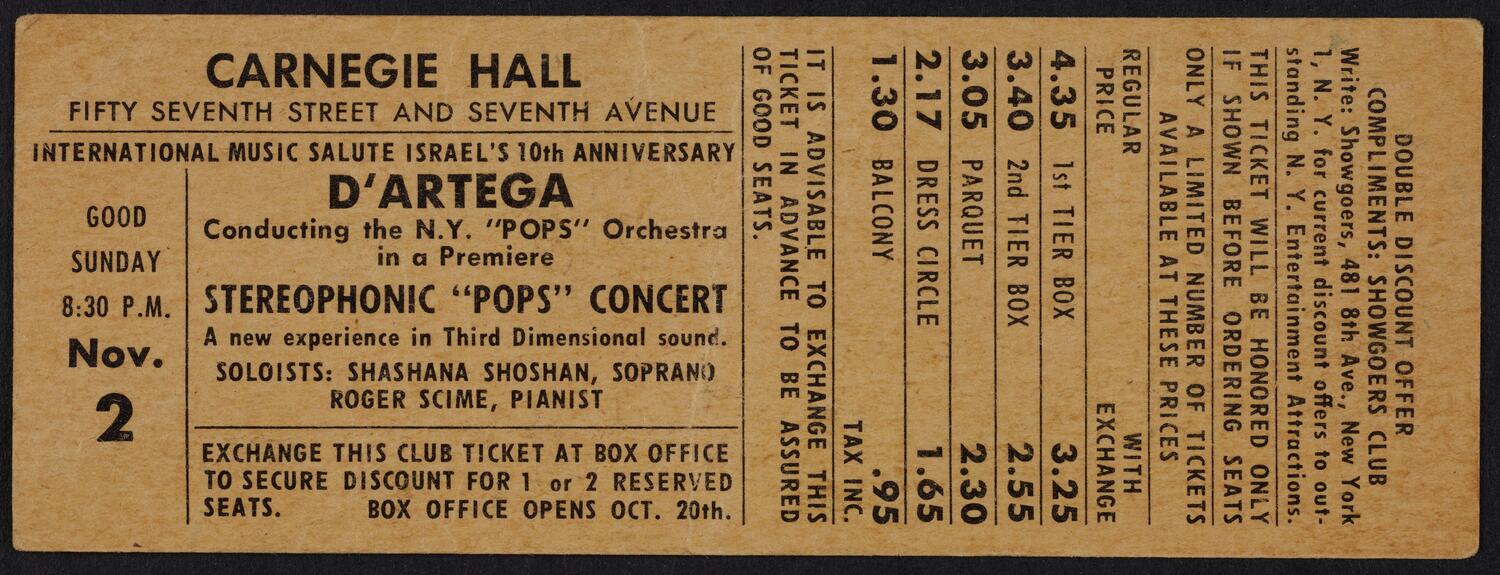 CARNEGIE HALL
FIFTY SEVENTH STREET AND SEVENTH AVENUE
INTERNATIONAL MUSIC SALUTE ISRAEL'S 10th ANNIVERSARY
GOOD
SUNDAY
8:30 P.M.
Nov.
2
D'ARTEGA
Conducting the N.Y. "POPS" Orchestra
in a Premiere
STEREOPHONIC "POPS" CONCERT
A new experience in Third Dimensional sound.
SOLOISTS: SHASHANA SHOSHAN, SOPRANO
ROGER SCIME, PIANIST
EXCHANGE THIS CLUB TICKET AT BOX OFFICE
TO SECURE DISCOUNT FOR 1 or 2 RESERVED
SEATS. BOX OFFICE OPENS OCT. 20th.
DOUBLE DISCOUNT OFFER
COMPLIMENTS: SHOWGOERS CLUB
Write: Showgoers, 481 8th Ave., New York
1, N. Y. for current discount offers to out-
standing N. Y. Entertainment Attractions.
THIS TICKET WILL BE HONORED ONLY
IF SHOWN BEFORE ORDERING SEATS
ONLY A LIMITED NUMBER OF TICKETS
AVAILABLE AT THESE PRICES
REGULAR WITH
PRICE EXCHANGE
4.35 1st TIER BOX 3.25
3.40 2nd TIER BOX 2.55
3.05 PARQUET 2.30
2.17 DRESS CIRCLE 1.65
1.30 BALCONY .95
TAX INC.
IT IS ADVISABLE TO EXCHANGE THIS
TICKET IN ADVANCE TO BE ASSURED
OF GOOD SEATS.